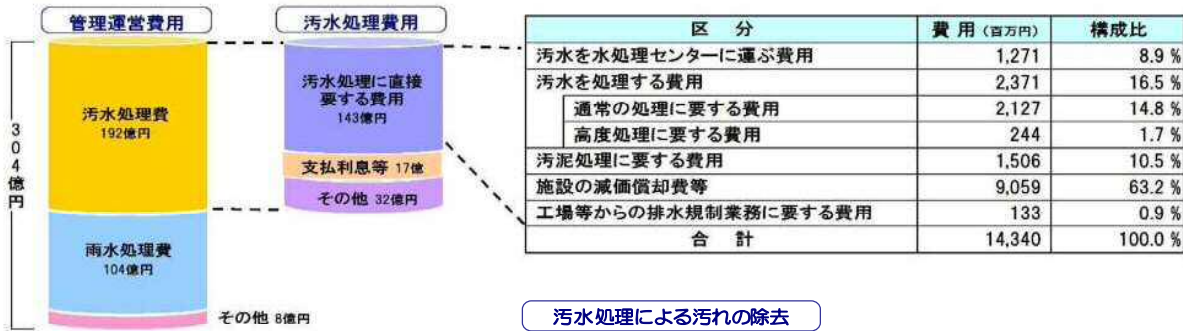 管理運営費用
304億円
汚水処理費
192億円
雨水処理費
104億円
その他 8億円
汚水処理費用
汚水処理に直接
要する費用
143億円
支払利息等 17億
その他 32億円
区 分 費 用 (百万円) 構成比
汚水を水処理センターに運ぶ費用 1,271 8.9 %
汚水を処理する費用 2,371 16.5 %
通常の処理に要する費用 2,127 14.8 %
高度処理に要する費用 244 1.7 %
汚泥処理に要する費用 1,506 10.5 %
施設の減価償却費等 9,059 63.2 %
工場等からの排水規制業務に要する費用 133 0.9 %
合 計 14,340 100.0 %
汚水処理による汚れの除去